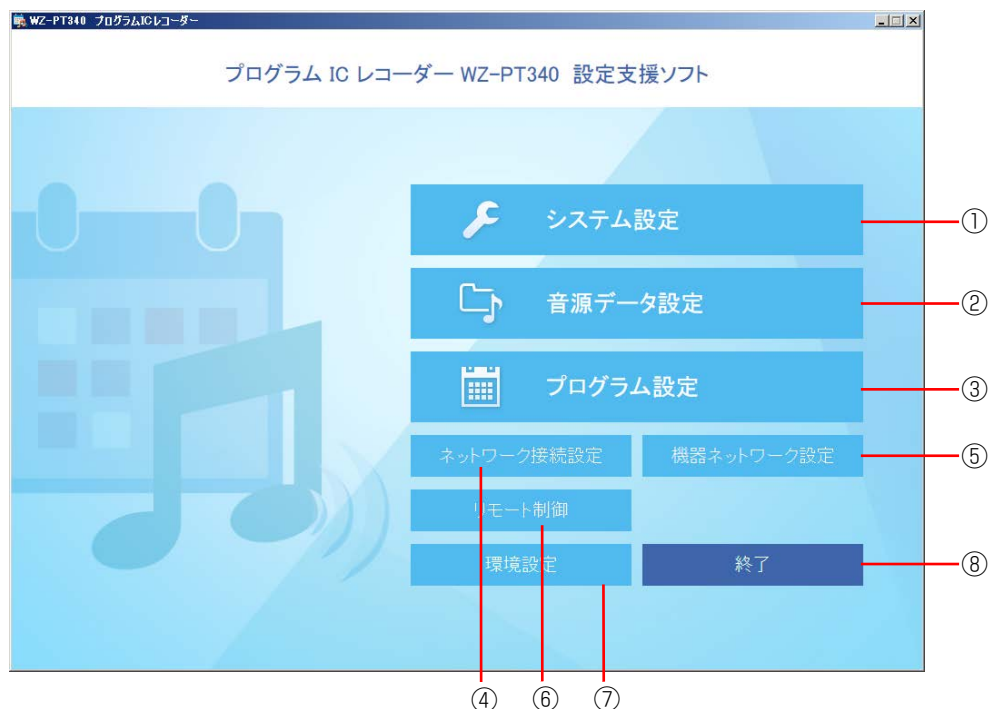 WZ-PT340 プログラムICレコーダー
プログラム IC レコーダー WZ-PT340 設定支援ソフト
システム設定
①
音源データ設定
②
プログラム設定
③
ネットワーク接続設定
機器ネットワーク設定
⑤
リモート制御
環境設定
終了
⑧
④
⑥
⑦